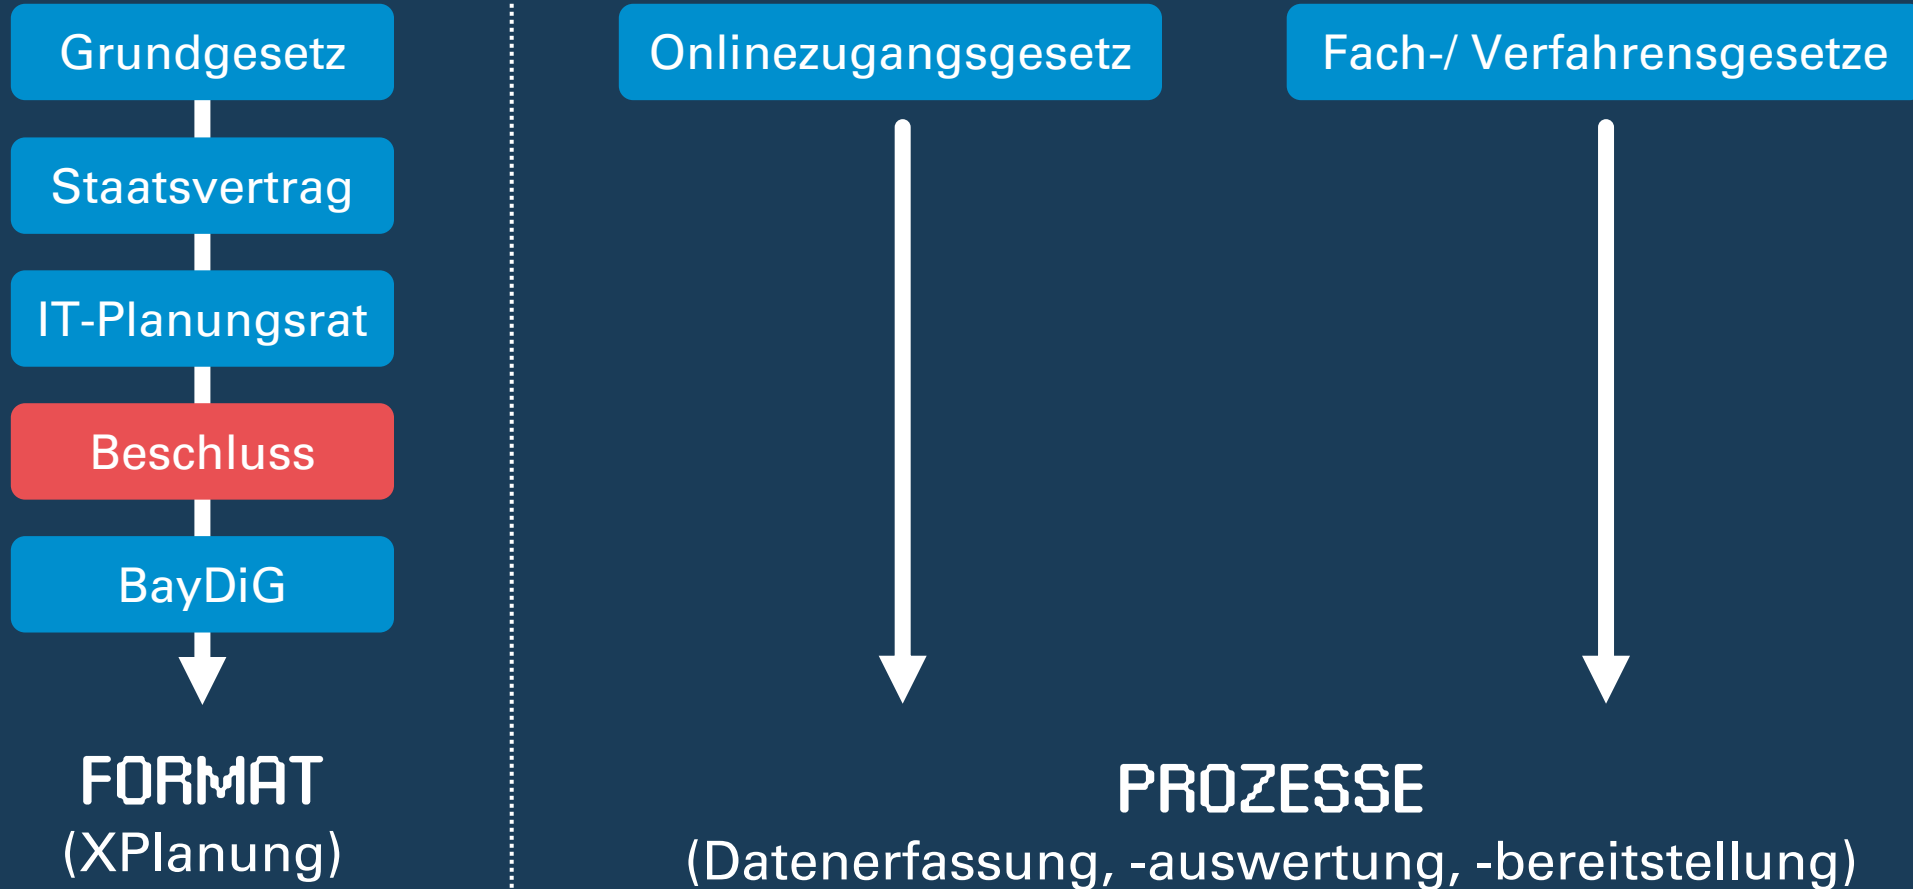 Grundgesetz
Staatsvertrag
IT-Planungsrat
Beschluss
BayDiG
FORMAT
(XPlanung)
Onlinezugangsgesetz
Fach-/ Verfahrensgesetze
PROZESSE
(Datenerfassung, -auswertung, -bereitstellung)